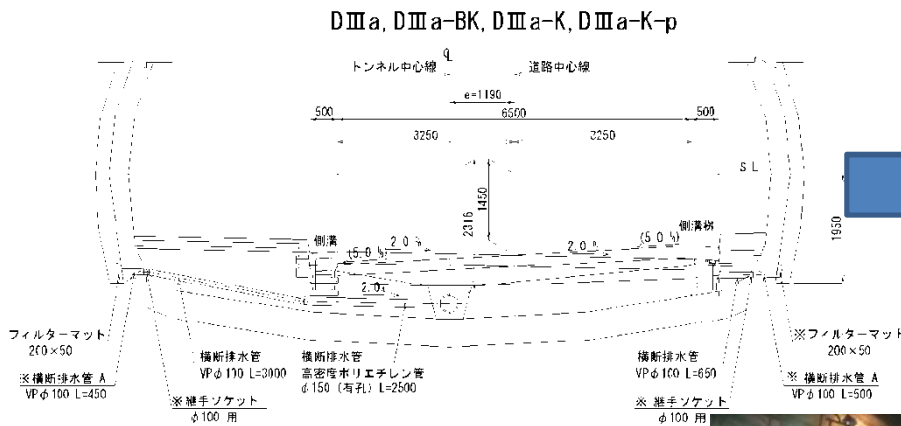 DⅢa, DⅢa-BK, DⅢa-K, DⅢa-K-p
トンネル中心線
℄
道路中心線
e=1190
500
6500
500
3250
3250
S L
1450
2316
1950
側溝
2.0 %
(5.0 %)
2.0 %
側溝桝
(5.0 %)
2.0%
フィルターマット
200×50
※横断排水管 A
VPφ100 L=450
横断排水管
VPφ100 L=3000
※ 継手ソケット
φ100 用
横断排水管
高密度ポリエチレン管
φ150 (有孔) L=2500
横断排水管
VPφ100 L=650
※ 継手ソケット
φ100 用
※フィルターマット
200×50
※ 横断排水管 A
VPφ100 L=500